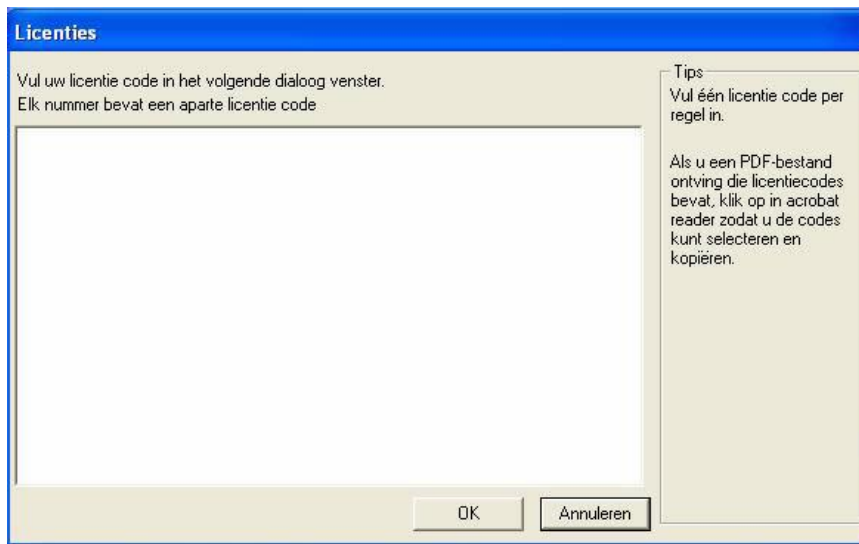 Licenties
Vul uw licentie code in het volgende dialoog venster.
Elk nummer bevat een aparte licentie code
Tips
Vul één licentie code per
regel in.
Als u een PDF-bestand
ontving die licentiecodes
bevat, klik op in acrobat
reader zodat u de codes
kunt selecteren en
kopiëren.
OK
Annuleren